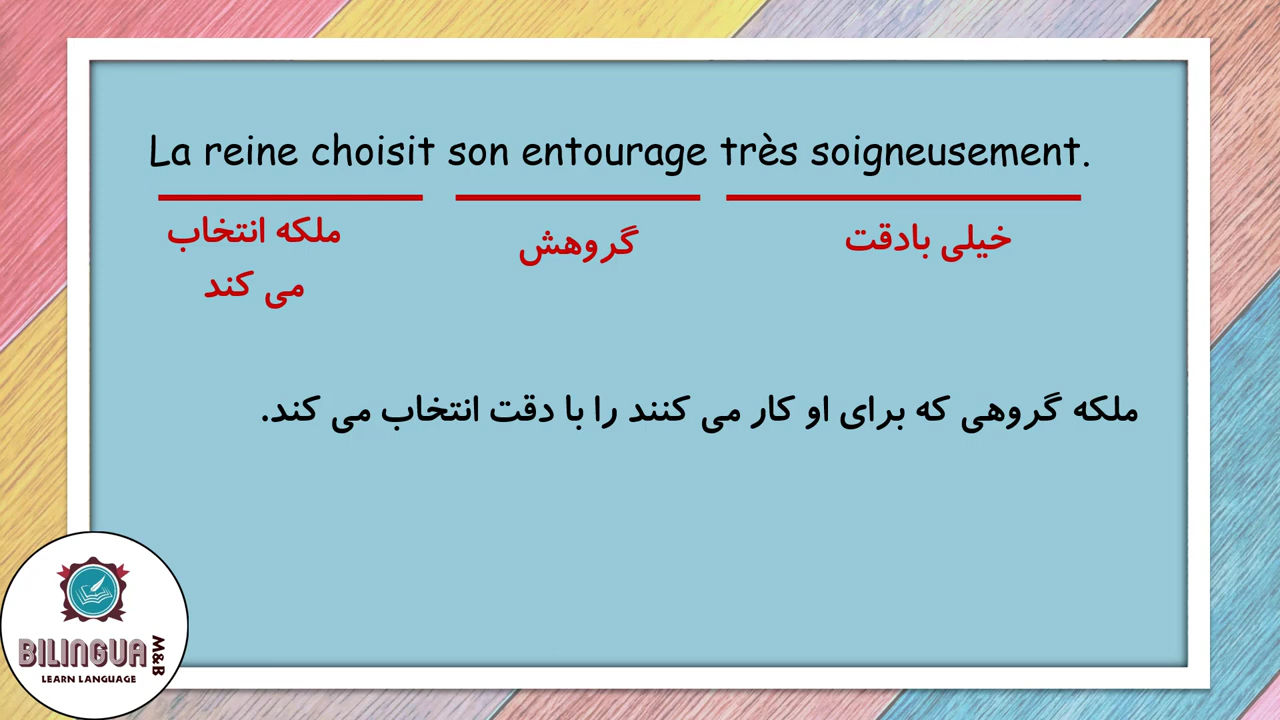 La reine choisit son entourage très soigneusement.
ملکه انتخاب
می کند
گروهش
خیلی بادقت
ملکه گروهی که برای او کار می کنند را با دقت انتخاب می کند.
BILINGUA
M&B
LEARN LANGUAGE